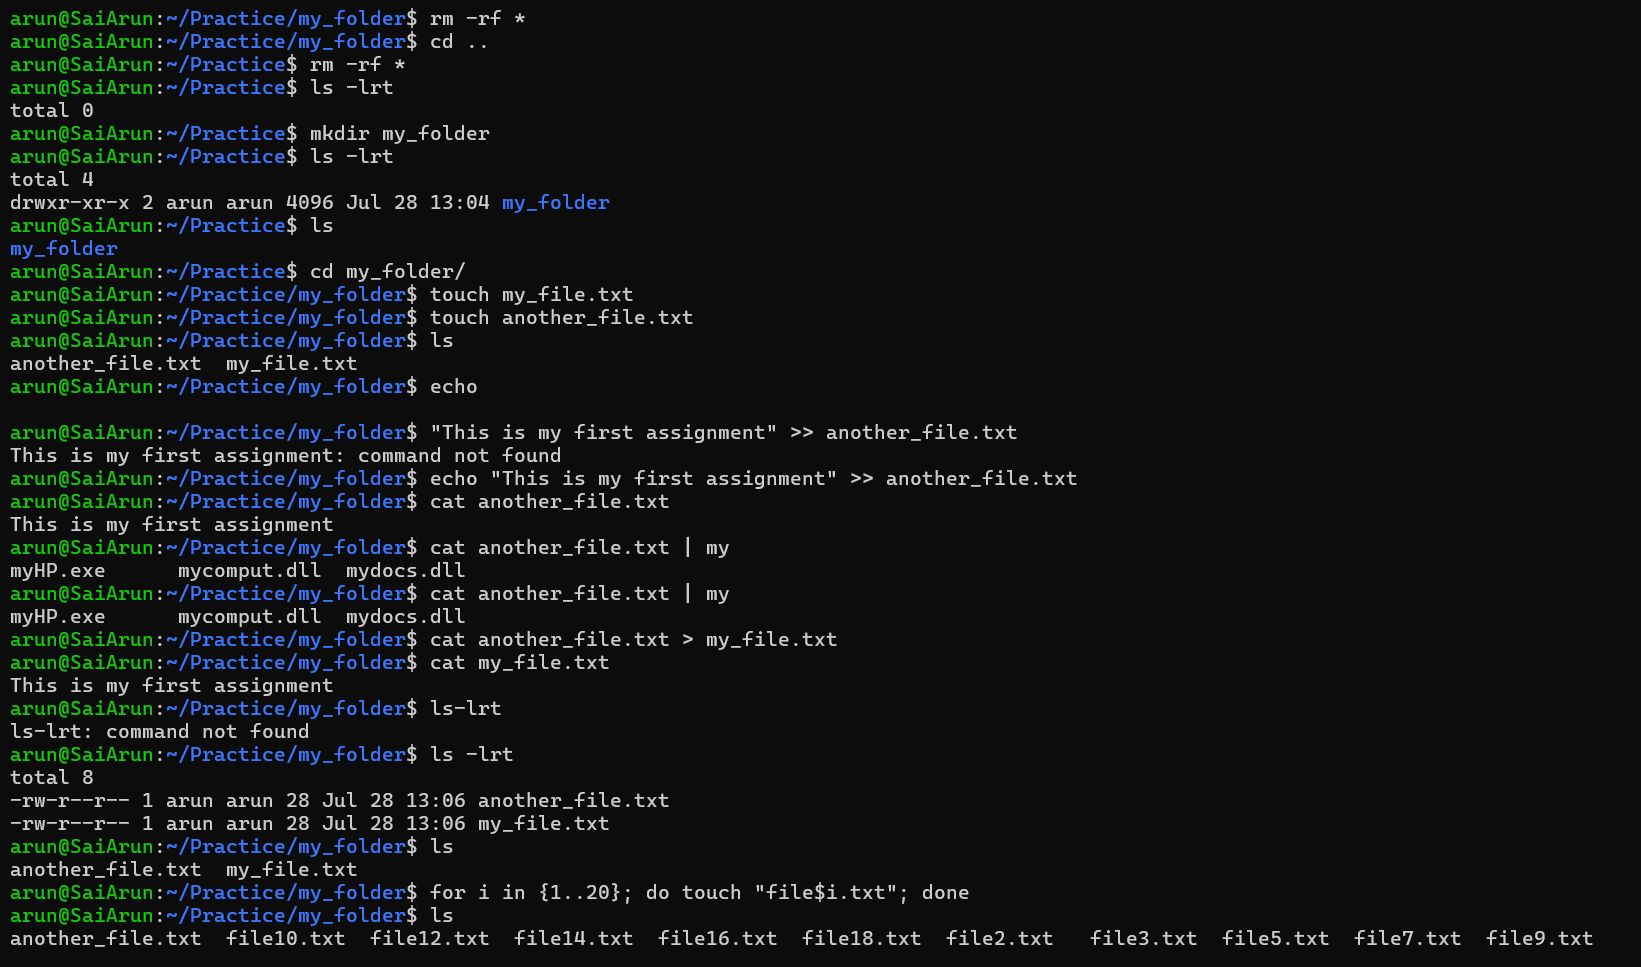 arun@SaiArun:~/Practice/my_folder$ rm -rf *
arun@SaiArun:~/Practice/my_folder$ cd ..
arun@SaiArun:~/Practice$ rm -rf *
arun@SaiArun:~/Practice$ ls -lrt
total 0
arun@SaiArun:~/Practice$ mkdir my_folder
arun@SaiArun:~/Practice$ ls -lrt
total 4
drwxr-xr-x 2 arun arun 4096 Jul 28 13:04 my_folder
arun@SaiArun:~/Practice$ ls
my_folder
arun@SaiArun:~/Practice$ cd my_folder/
arun@SaiArun:~/Practice/my_folder$ touch my_file.txt
arun@SaiArun:~/Practice/my_folder$ touch another_file.txt
arun@SaiArun:~/Practice/my_folder$ ls
another_file.txt  my_file.txt
arun@SaiArun:~/Practice/my_folder$ echo

arun@SaiArun:~/Practice/my_folder$ "This is my first assignment" >> another_file.txt
This is my first assignment: command not found
arun@SaiArun:~/Practice/my_folder$ echo "This is my first assignment" >> another_file.txt
arun@SaiArun:~/Practice/my_folder$ cat another_file.txt
This is my first assignment
arun@SaiArun:~/Practice/my_folder$ cat another_file.txt | my
myHP.exe      mycomput.dll  mydocs.dll
arun@SaiArun:~/Practice/my_folder$ cat another_file.txt | my
myHP.exe      mycomput.dll  mydocs.dll
arun@SaiArun:~/Practice/my_folder$ cat another_file.txt > my_file.txt
arun@SaiArun:~/Practice/my_folder$ cat my_file.txt
This is my first assignment
arun@SaiArun:~/Practice/my_folder$ ls-lrt
ls-lrt: command not found
arun@SaiArun:~/Practice/my_folder$ ls -lrt
total 8
-rw-r--r-- 1 arun arun 28 Jul 28 13:06 another_file.txt
-rw-r--r-- 1 arun arun 28 Jul 28 13:06 my_file.txt
arun@SaiArun:~/Practice/my_folder$ ls
another_file.txt  my_file.txt
arun@SaiArun:~/Practice/my_folder$ for i in {1..20}; do touch "file$i.txt"; done
arun@SaiArun:~/Practice/my_folder$ ls
another_file.txt  file10.txt  file12.txt  file14.txt  file16.txt  file18.txt  file2.txt   file3.txt  file5.txt  file7.txt  file9.txt